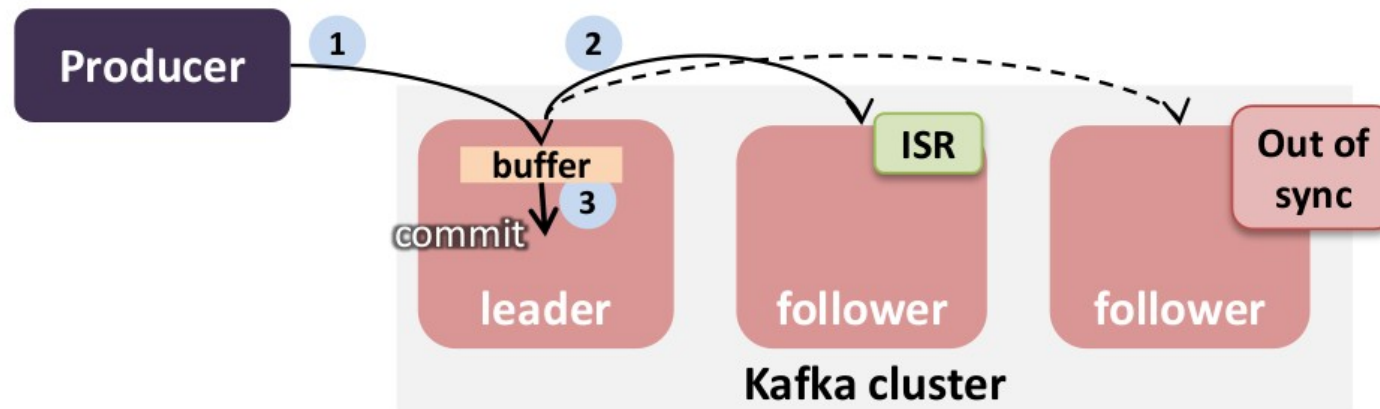 Producer
1
2
buffer
3
commit
leader
ISR
follower
Out of
sync
follower
Kafka cluster